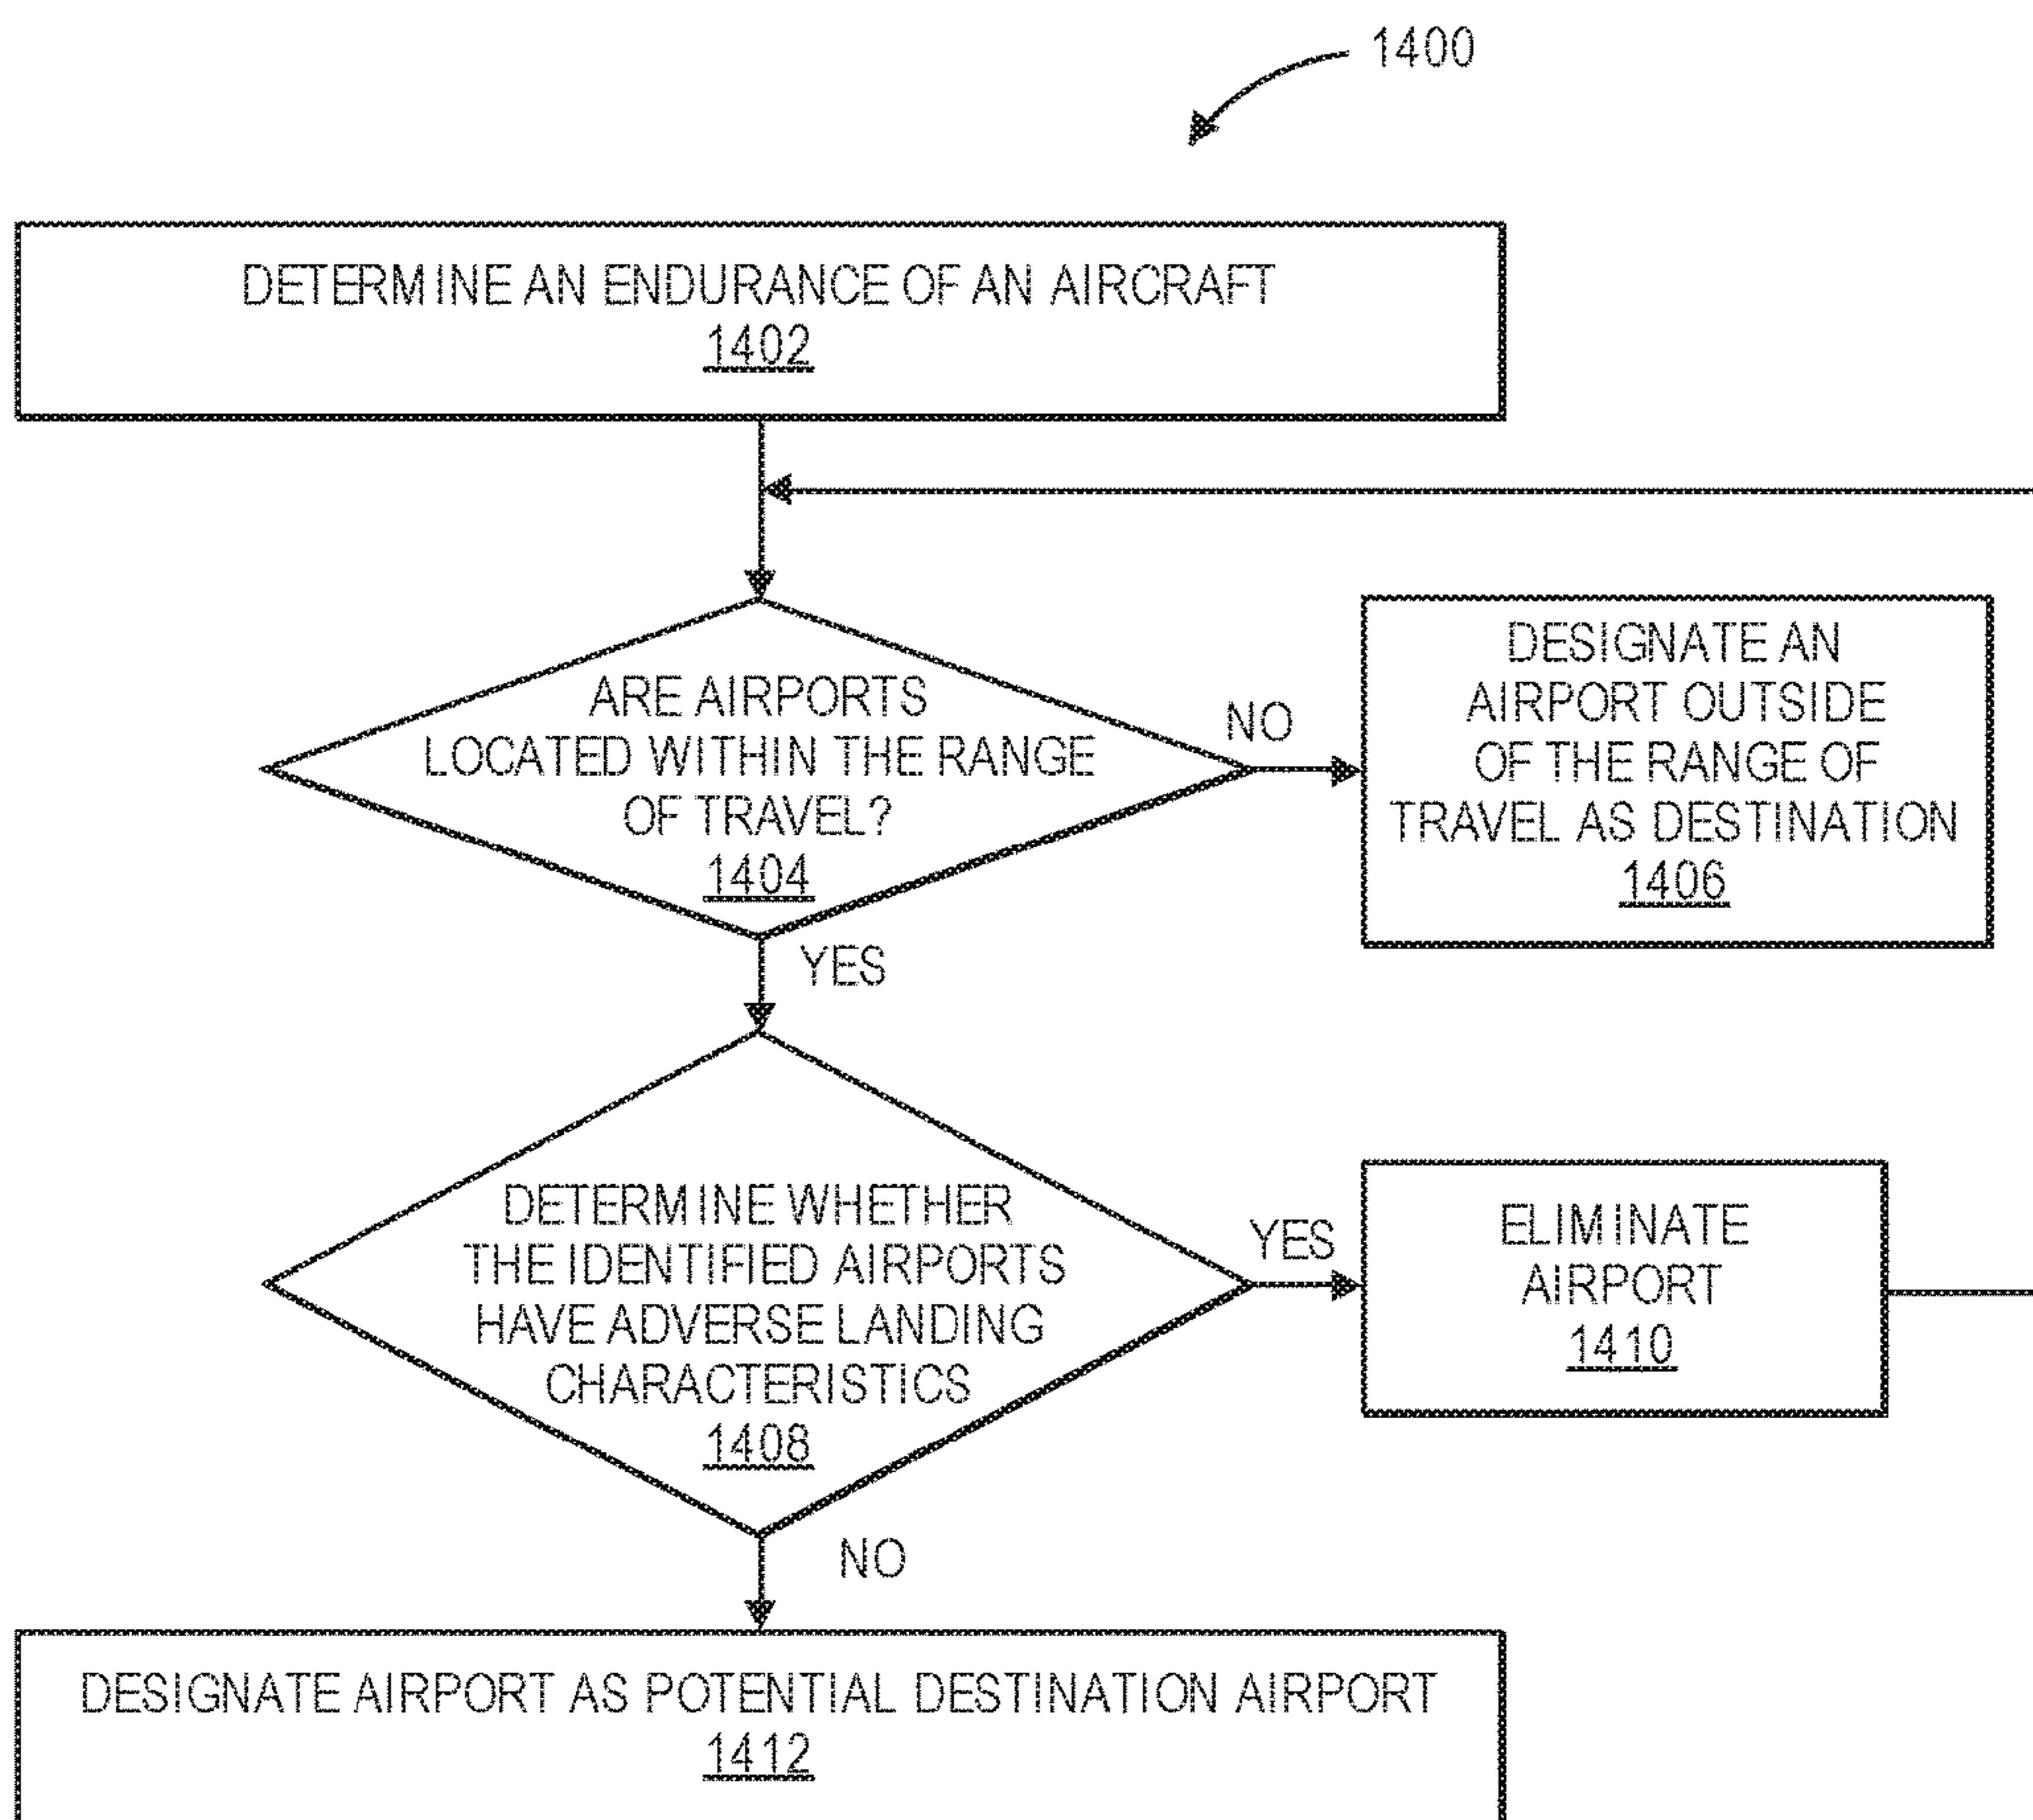 1400
DETERMINE AN ENDURANCE OF AN AIRCRAFT
1402
ARE AIRPORTS
LOCATED WITHIN THE RANGE
OF TRAVEL?
1404
NO
DESIGNATE AN
AIRPORT OUTSIDE
OF THE RANGE OF
TRAVEL AS DESTINATION
1406
YES
DETERMINE WHETHER
THE IDENTIFIED AIRPORTS
HAVE ADVERSE LANDING
CHARACTERISTICS
1408
YES
ELIMINATE
AIRPORT
1410
NO
DESIGNATE AIRPORT AS POTENTIAL DESTINATION AIRPORT
1412